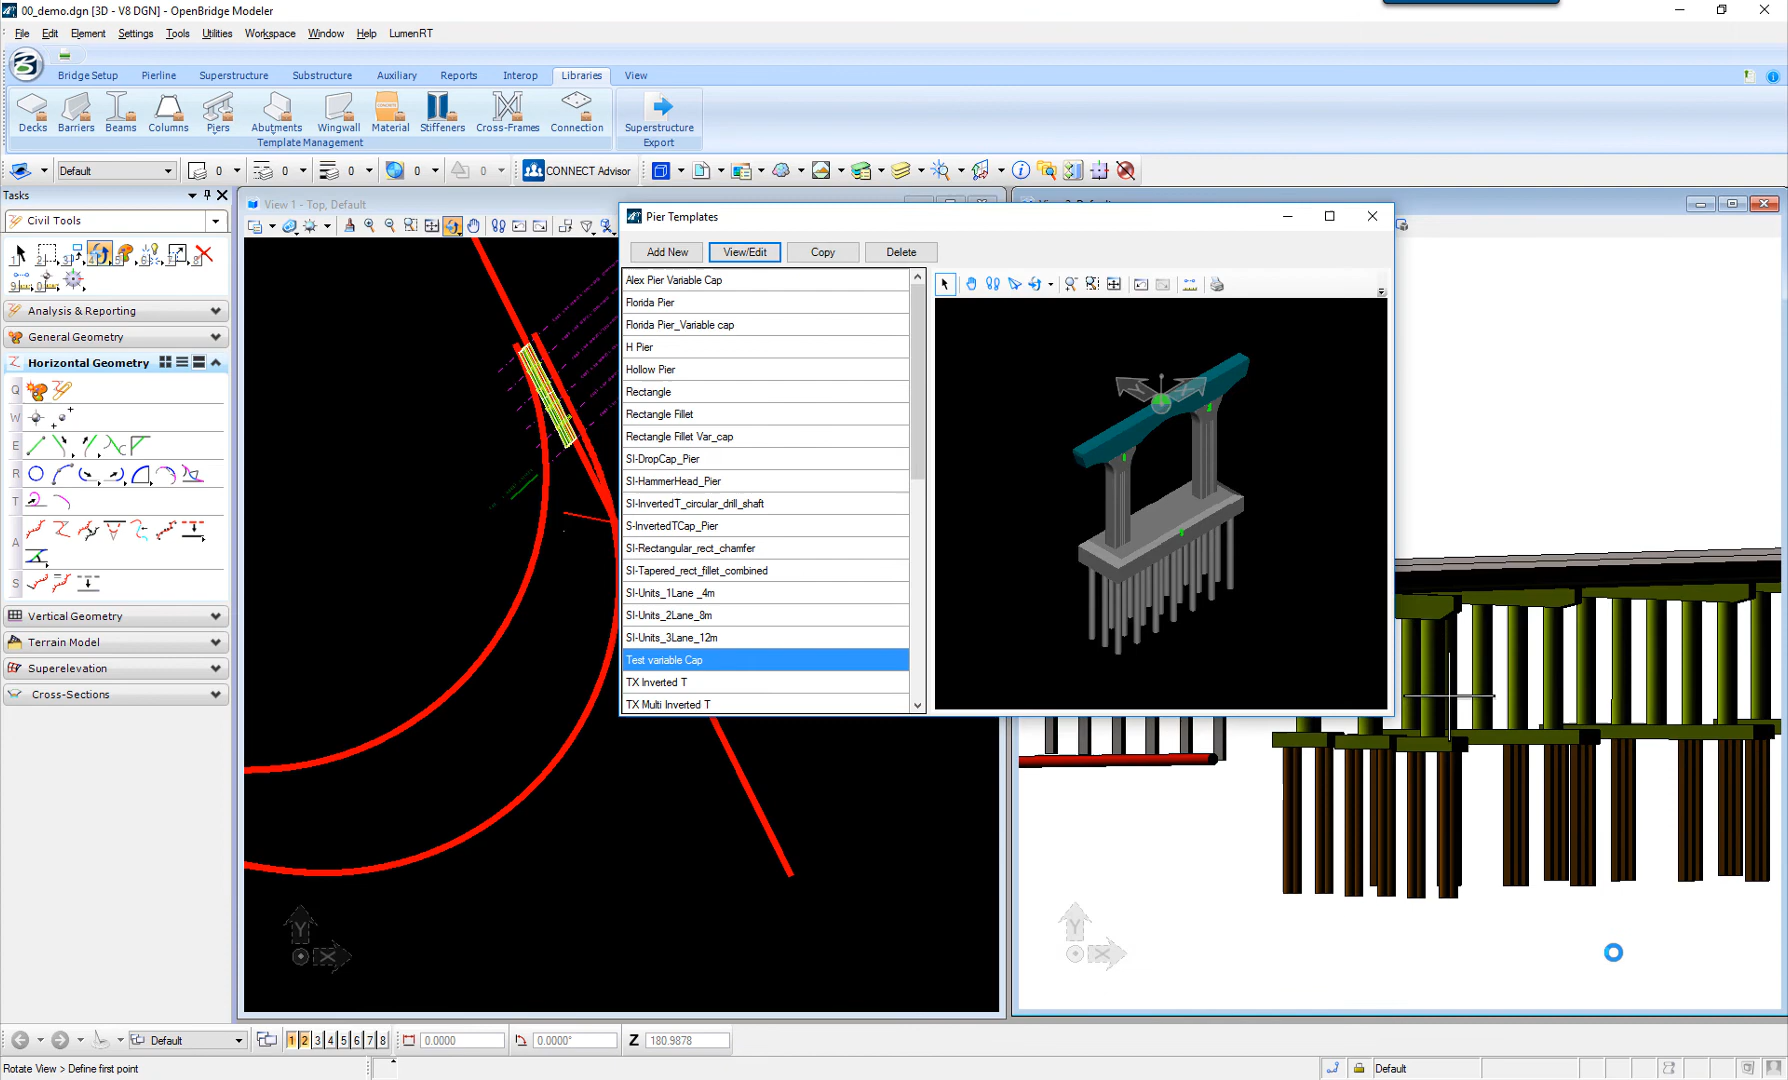 00_demo.dgn [3D - V8 DGN] - OpenBridge Modeler
File Edit Element Settings Tools Utilities Workspace Window Help LumenRT
Bridge Setup Pierline Superstructure Substructure Auxiliary Reports Interop Libraries View
Decks Barriers Beams Columns Piers Abutments Wingwall Material Stiffeners Cross-Frames Connection Superstructure
Template Management Export
Default 0 0 0 0 0 CONNECT Advisor
Tasks
Civil Tools
Analysis & Reporting
General Geometry
Horizontal Geometry
Q
W
E
R
T
A
S
Vertical Geometry
Terrain Model
Superelevation
Cross-Sections
View 1 - Top, Default
Pier Templates
Add New View/Edit Copy Delete
Alex Pier Variable Cap
Florida Pier
Florida Pier_Variable cap
H Pier
Hollow Pier
Rectangle
Rectangle Fillet
Rectangle Fillet Var_cap
SI-DropCap_Pier
SI-HammerHead_Pier
SI-InvertedT_circular_drill_shaft
S-InvertedTCap_Pier
SI-Rectangular_rect_chamfer
SI-Tapered_rect_fillet_combined
SI-Units_1Lane _4m
SI-Units_2Lane_8m
SI-Units_3Lane_12m
Test variable Cap
TX Inverted T
TX Multi Inverted T
Y
X
Y
X
Default 1 2 3 4 5 6 7 8 0.0000 0.0000° Z 180.9878
Rotate View > Define first point
Default